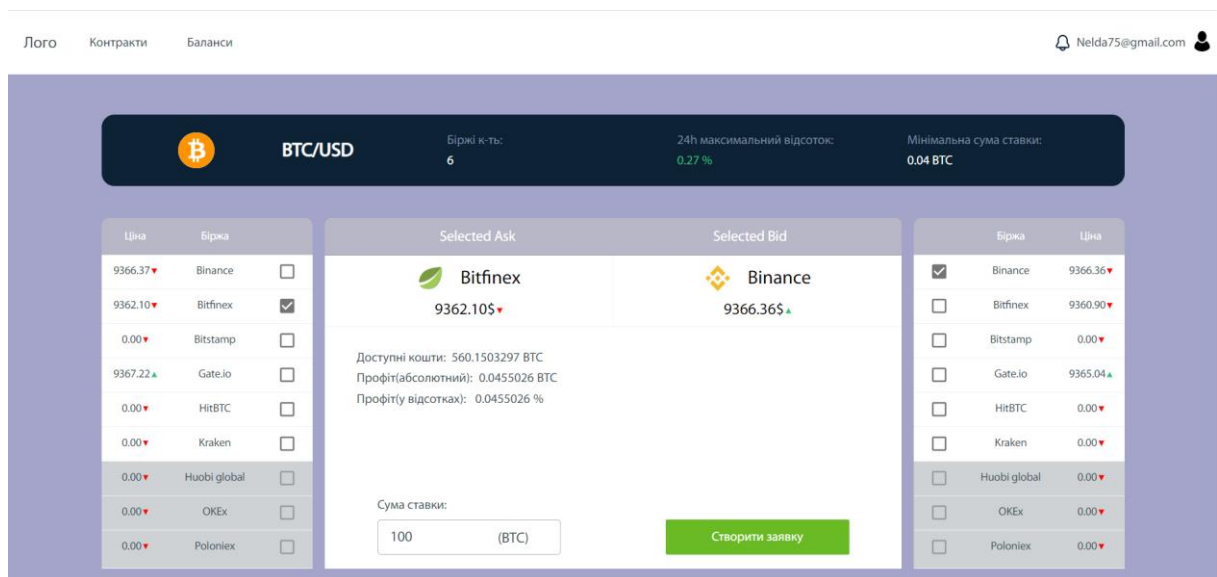 Лого Контракти Баланси Nelda75@gmail.com
BTC/USD
Біржі к-ть:
6
24h максимальний відсоток:
0.27 %
Мінімальна сума ставки:
0.04 BTC
Ціна Біржа
9366.37▼ Binance
9362.10▼ Bitfinex
0.00▼ Bitstamp
9367.22▲ Gate.io
0.00▼ HitBTC
0.00▼ Kraken
0.00▼ Huobi global
0.00▼ OKEx
0.00▼ Poloniex
Selected Ask Selected Bid
Bitfinex Binance
9362.10$▼ 9366.36$▲
Доступні кошти: 560.1503297 BTC
Профіт(абсолютний): 0.0455026 BTC
Профіт(у відсотках): 0.0455026 %
Сума ставки:
100 (BTC)
Створити заявку
Біржа Ціна
Binance 9366.36▼
Bitfinex 9360.90▼
Bitstamp 0.00▼
Gate.io 9365.04▲
HitBTC 0.00▼
Kraken 0.00▼
Huobi global 0.00▼
OKEx 0.00▼
Poloniex 0.00▼